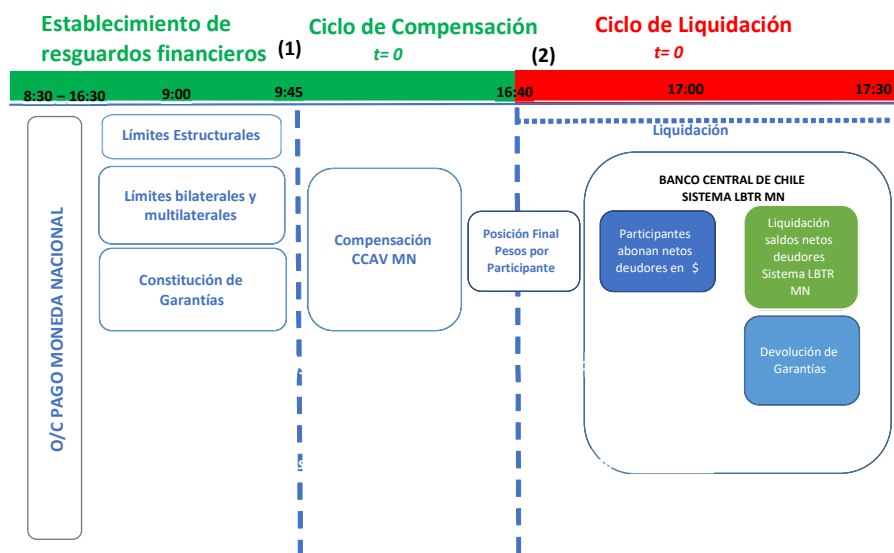 Establecimiento de
resguardos financieros
(1)
Ciclo de Compensación
t= 0
(2)
Ciclo de Liquidación
t= 0
8:30 – 16:30
9:00
9:45
16:40
17:00
17:30
O/C PAGO MONEDA NACIONAL
Límites Estructurales
Límites bilaterales y
multilaterales
Constitución de
Garantías
Compensación
CCAV MN
Posición Final
Pesos por
Participante
Liquidación
BANCO CENTRAL DE CHILE
SISTEMA LBTR MN
Participantes
abonan netos
deudores en $
Liquidación
saldos netos
deudores
Sistema LBTR
MN
Devolución de
Garantías